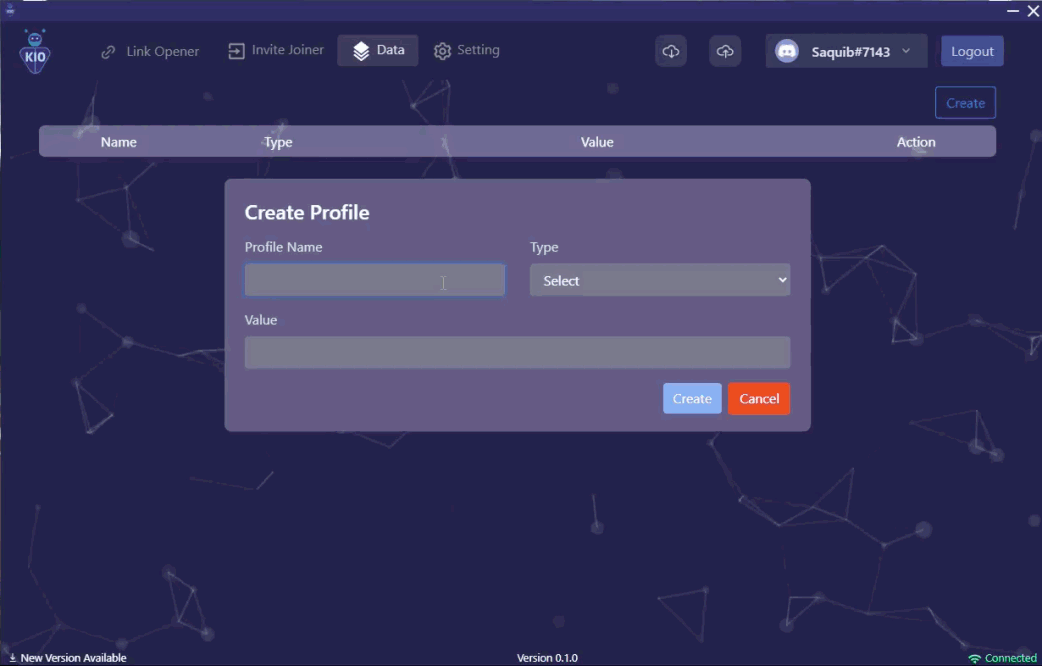 KIO
Link Opener
Invite Joiner
Data
Setting
Saquib#7143
Logout
Create
Name Type Value Action
Create Profile
Profile Name Type
Select
Value
Create Cancel
New Version Available Version 0.1.0 Connected